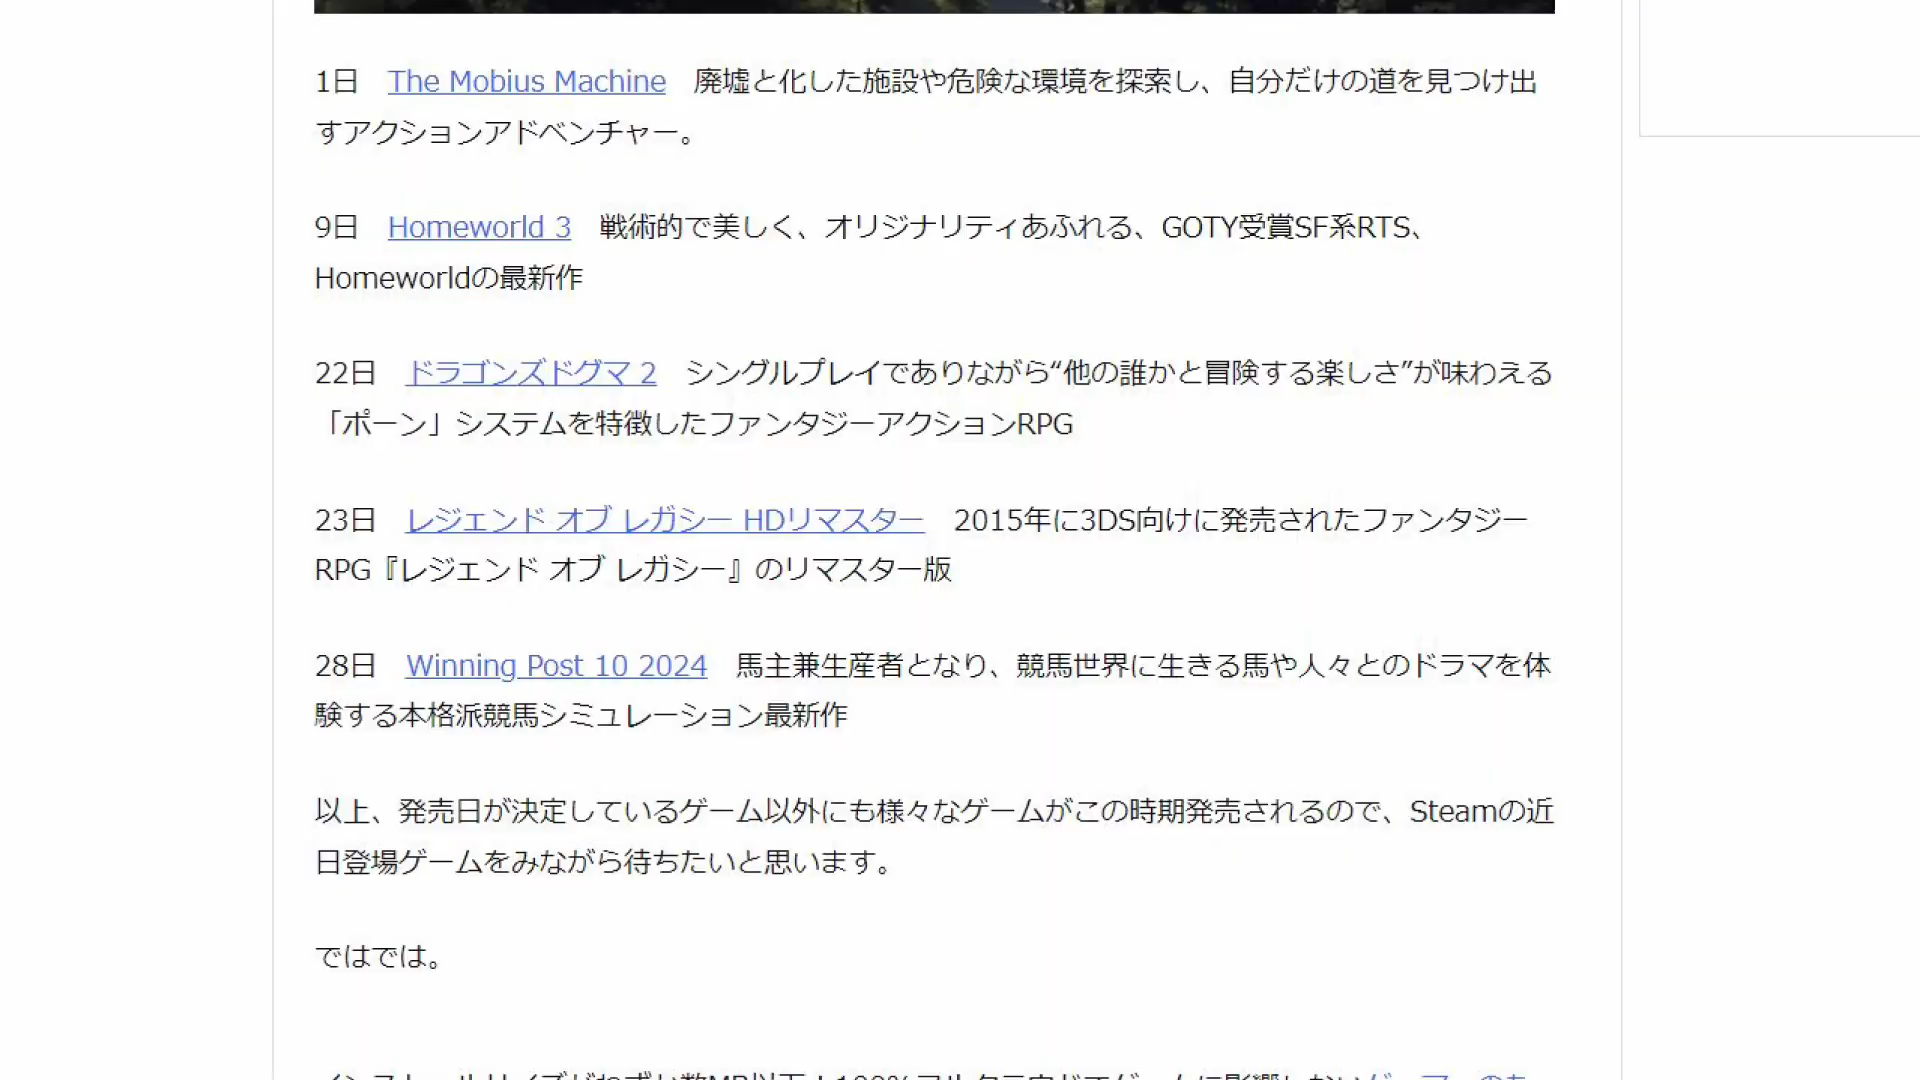 1日　The Mobius Machine　廃墟と化した施設や危険な環境を探索し、自分だけの道を見つけ出
すアクションアドベンチャー。
9日　Homeworld 3　戦術的で美しく、オリジナリティあふれる、GOTY受賞SF系RTS、
Homeworldの最新作
22日　ドラゴンズドグマ 2　シングルプレイでありながら“他の誰かと冒険する楽しさ”が味わえる
「ポーン」システムを特徴したファンタジーアクションRPG
23日　レジェンド オブ レガシー HDリマスター　2015年に3DS向けに発売されたファンタジー
RPG『レジェンド オブ レガシー』のリマスター版
28日　Winning Post 10 2024　馬主兼生産者となり、競馬世界に生きる馬や人々とのドラマを体
験する本格派競馬シミュレーション最新作
以上、発売日が決定しているゲーム以外にも様々なゲームがこの時期発売されるので、Steamの近
日登場ゲームをみながら待ちたいと思います。
ではでは。